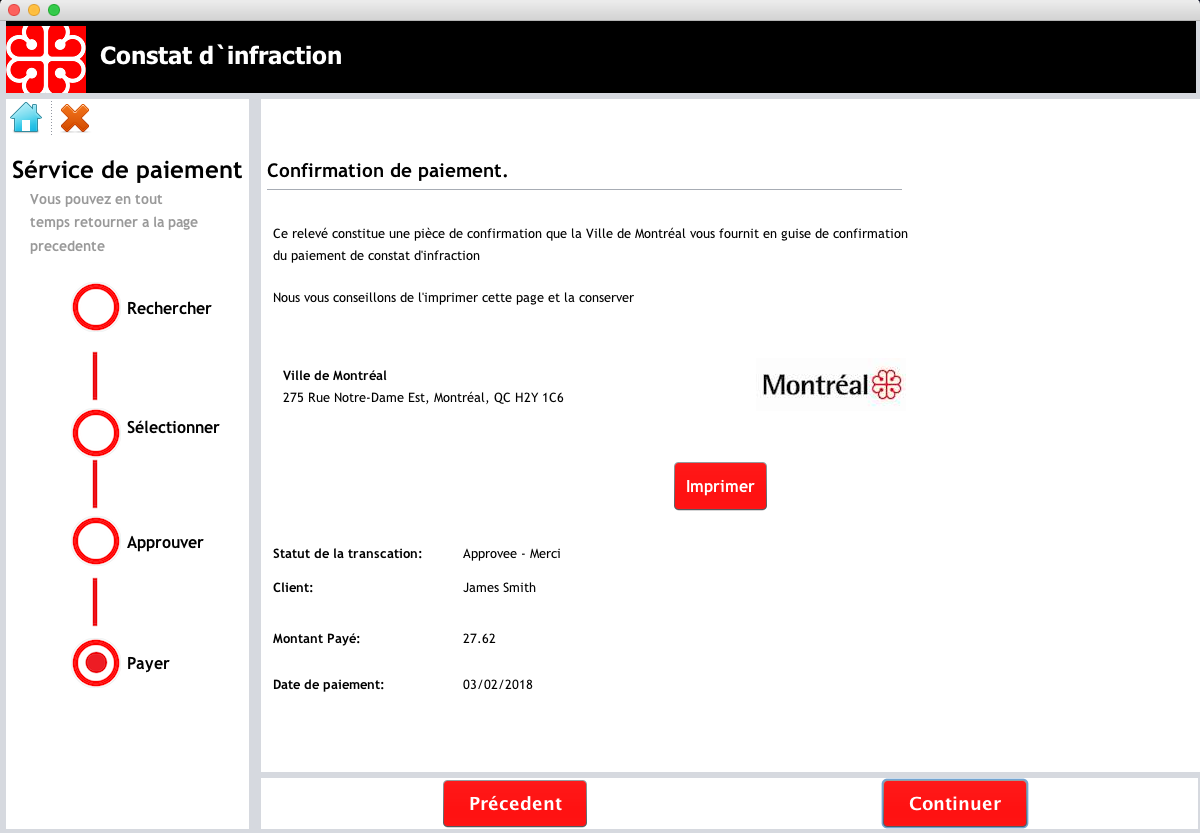 Constat d`infraction
Sérvice de paiement
Vous pouvez en tout
temps retourner a la page
precedente
Rechercher
Sélectionner
Approuver
Payer
Confirmation de paiement.
Ce relevé constitue une pièce de confirmation que la Ville de Montréal vous fournit en guise de confirmation
du paiement de constat d'infraction
Nous vous conseillons de l'imprimer cette page et la conserver
Ville de Montréal
275 Rue Notre-Dame Est, Montréal, QC H2Y 1C6
Montréal
Imprimer
Statut de la transcation: Approvee - Merci
Client: James Smith
Montant Payé: 27.62
Date de paiement: 03/02/2018
Précedent
Continuer